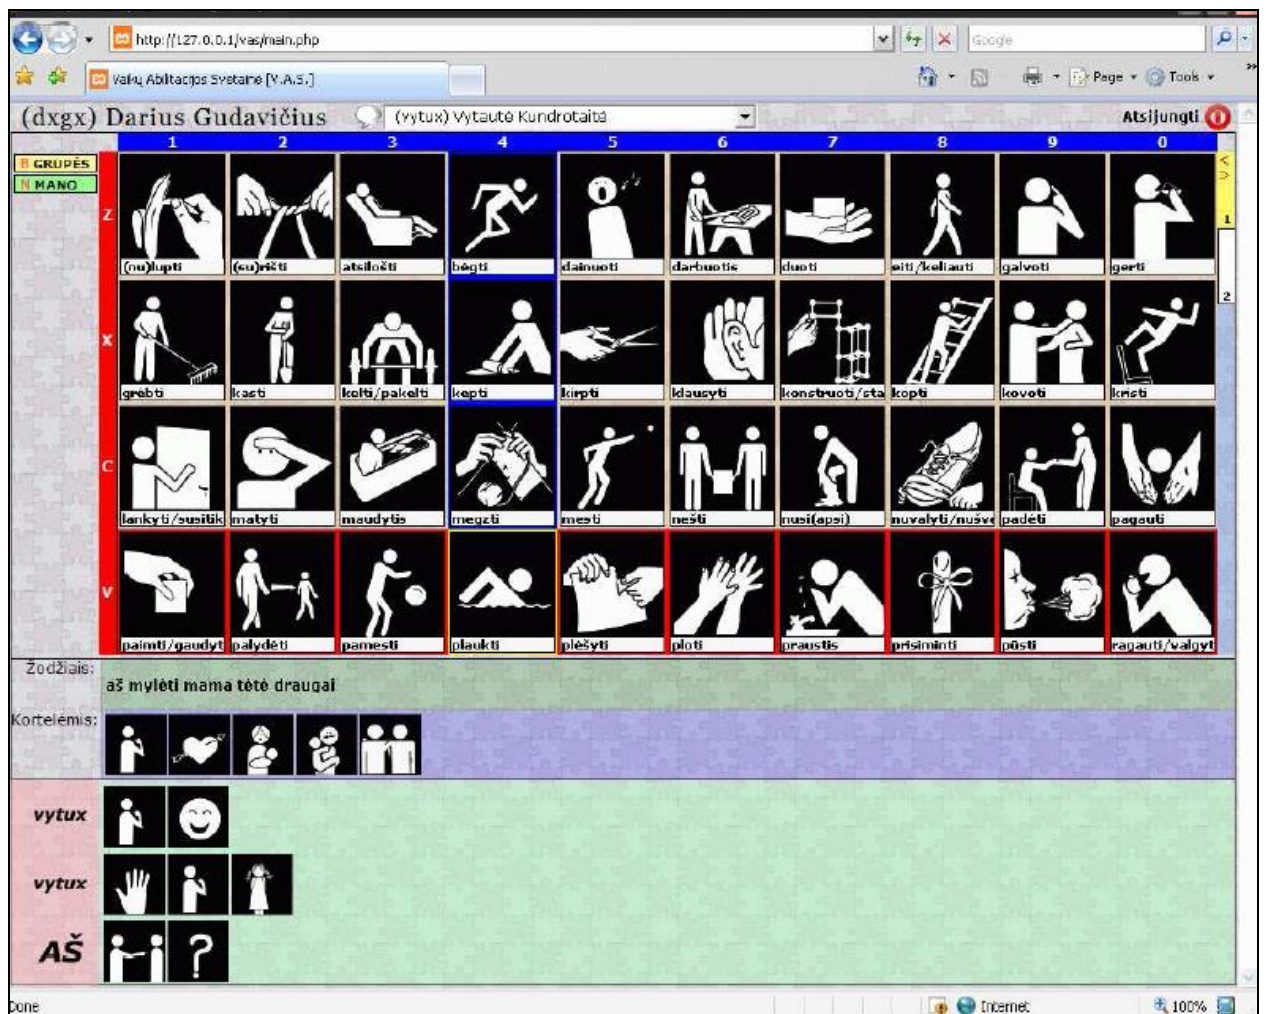 http://127.0.0.1/vas/main.php
Google
Vaikų Abilitacijos Svetainė [V.A.S.]
Page
Tools
(dxgx) Darius Gudavičius
(vytux) Vytautė Kundrotaitė
Atsijungti
1 2 3 4 5 6 7 8 9 0
B GRUPĖS
N MANO
Z
(nu)lupti (su)rišti atsilošti bėgti dainuoti darbuotis duoti eiti/keliauti galvoti gerti
1
2
X
grėbti kasti kelti/pakelti kepti kirpti klausyti konstruoti/sta kopti kovoti kristi
C
lankyti/susitik matyti maudytis megzti mesti nešti nusi(apsi) nuvalyti/nušve padėti pagauti
V
paimti/gaudyt palydėti pamesti plaukti plėšyti ploti praustis prisiminti pūsti ragauti/valgyt
Žodžiais:
aš mylėti mama tėtė draugai
Kortelėmis:
vytux
vytux
AŠ
?
Done
Internet
100%